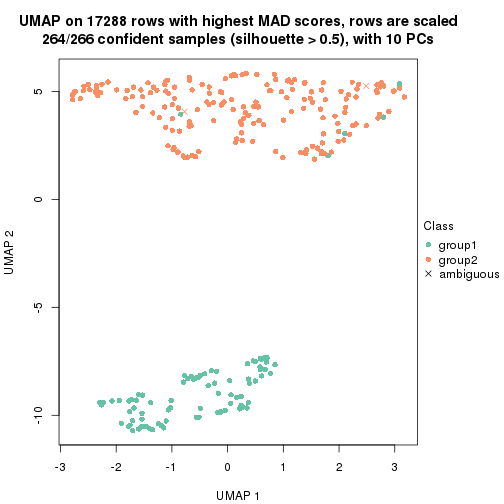 UMAP on 17288 rows with highest MAD scores, rows are scaled
264/266 confident samples (silhouette > 0.5), with 10 PCs
5
0
-5
-10
UMAP 2
-3
-2
-1
0
1
2
3
UMAP 1
Class
group1
group2
ambiguous